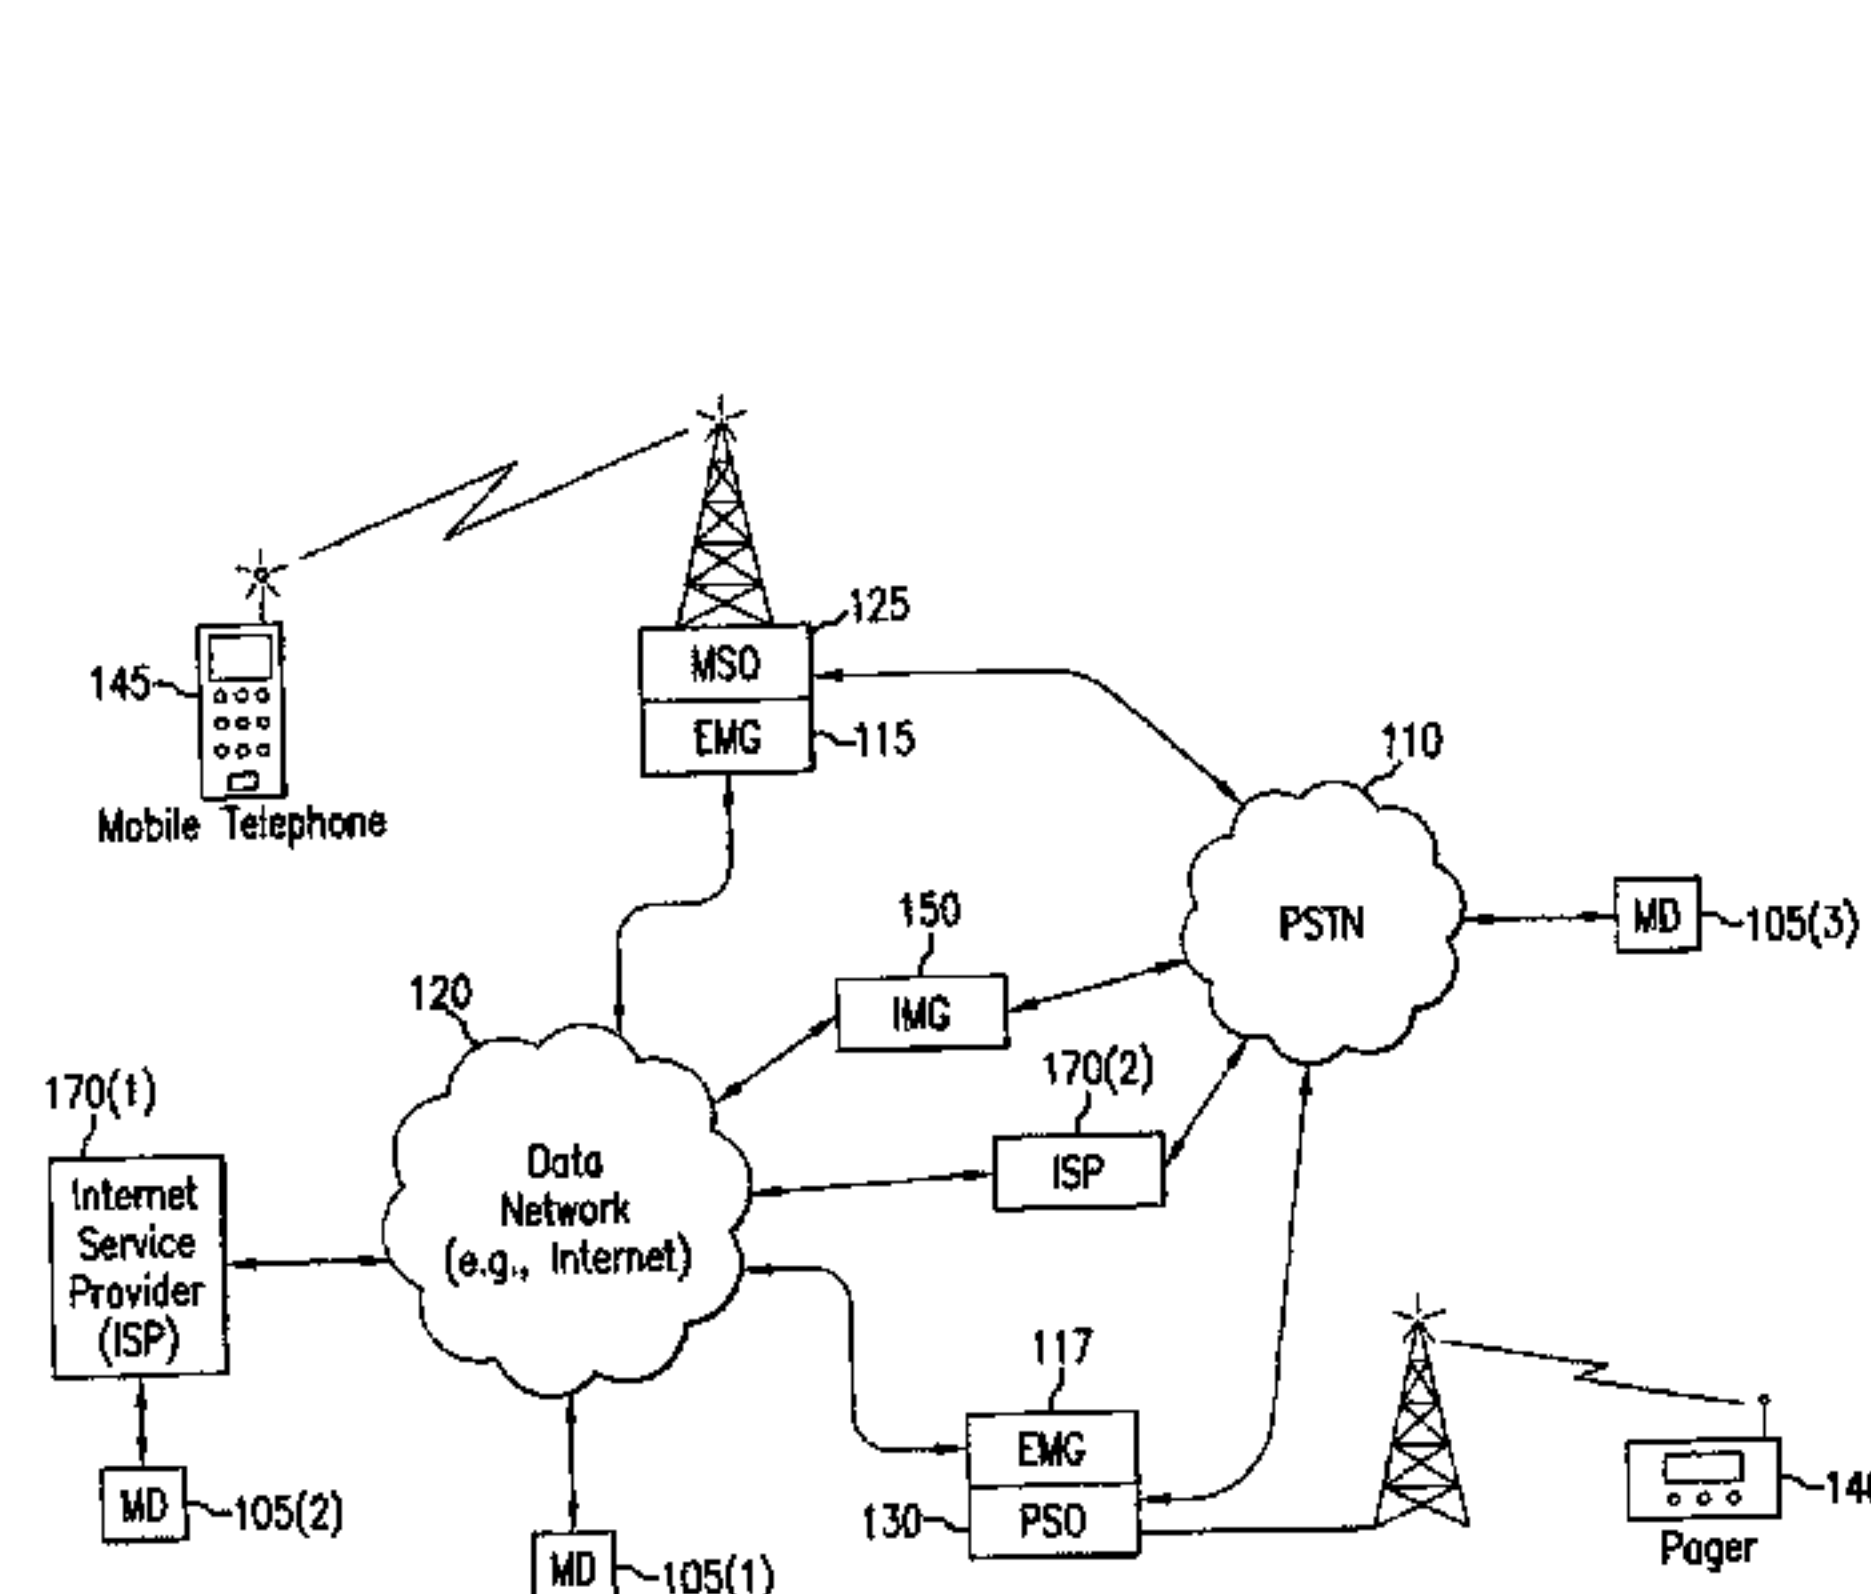 125
MSO
145
EMG
115
110
Mobile Telephone
150
PSTN
MD
105(3)
120
IMG
170(1)
170(2)
Internet
Service
Provider
(ISP)
Data
Network
(e.g., Internet)
ISP
117
EMG
MD
105(2)
130
PSO
Pager
MD
105(1)